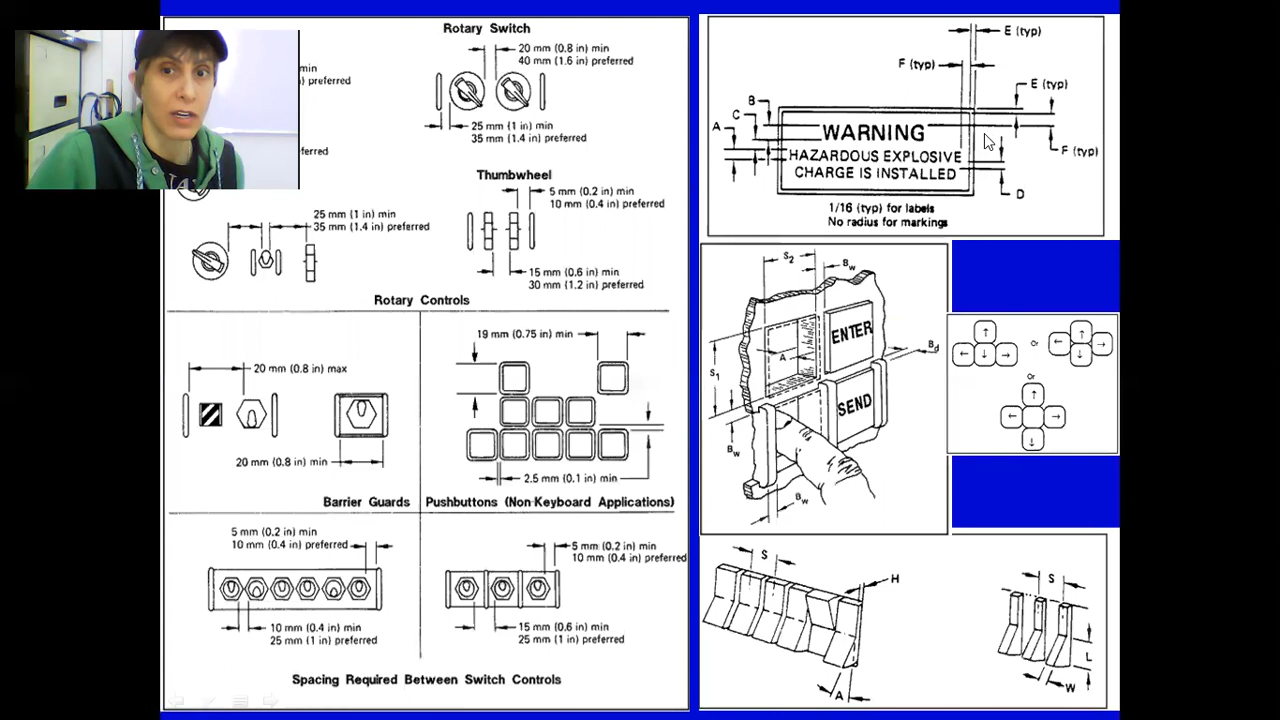 Rotary Switch
20 mm (0.8 in) min
40 mm (1.6 in) preferred
min
) preferred
25 mm (1 in) min
35 mm (1.4 in) preferred
ferred
Thumbwheel
5 mm (0.2 in) min
10 mm (0.4 in) preferred
25 mm (1 in) min
35 mm (1.4 in) preferred
15 mm (0.6 in) min
30 mm (1.2 in) preferred
Rotary Controls
20 mm (0.8 in) max
20 mm (0.8 in) min
Barrier Guards
19 mm (0.75 in) min
2.5 mm (0.1 in) min
Pushbuttons (Non-Keyboard Applications)
5 mm (0.2 in) min
10 mm (0.4 in) preferred
10 mm (0.4 in) min
25 mm (1 in) preferred
5 mm (0.2 in) min
10 mm (0.4 in) preferred
15 mm (0.6 in) min
25 mm (1 in) preferred
Spacing Required Between Switch Controls
E (typ)
F (typ)
E (typ)
B
C
A
F (typ)
D
WARNING
HAZARDOUS EXPLOSIVE
CHARGE IS INSTALLED
1/16 (typ) for labels
No radius for markings
S2
Bw
ENTER
A
Bd
S1
SEND
Bw
Bw
Or
Or
S
H
A
S
L
W